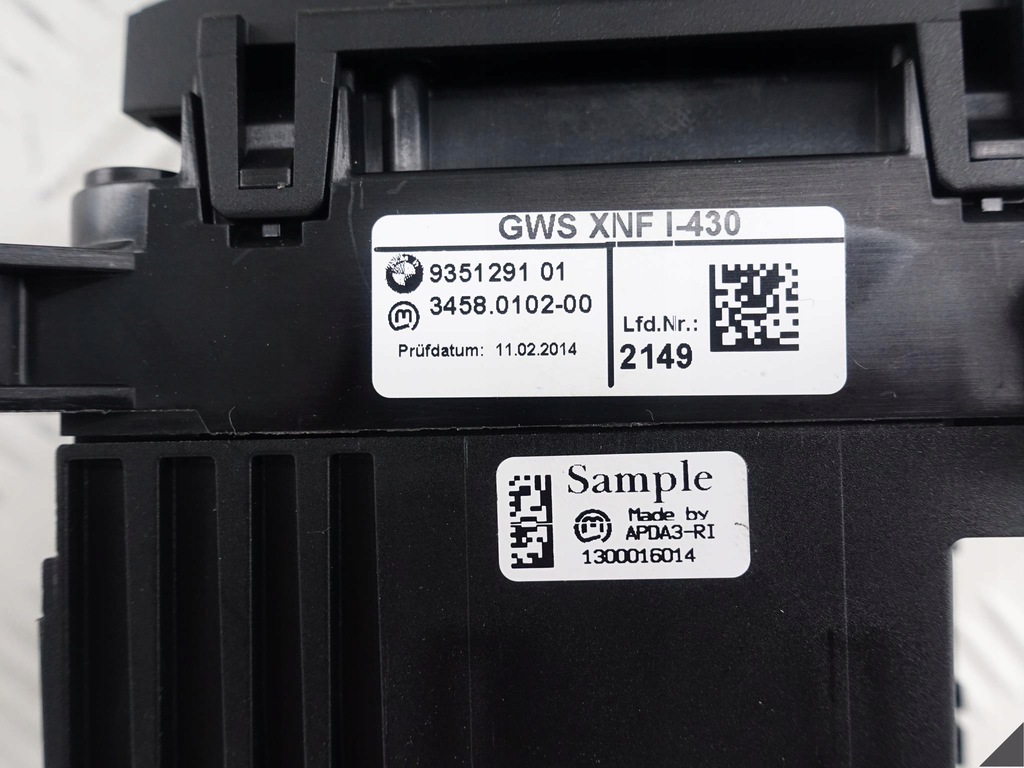 GWS XNF I-430
9351291 01
3458.0102-00
Prüfdatum: 11.02.2014
Lfd.Nr.:
2149
Sample
Made by
APDA3-RI
1300016014